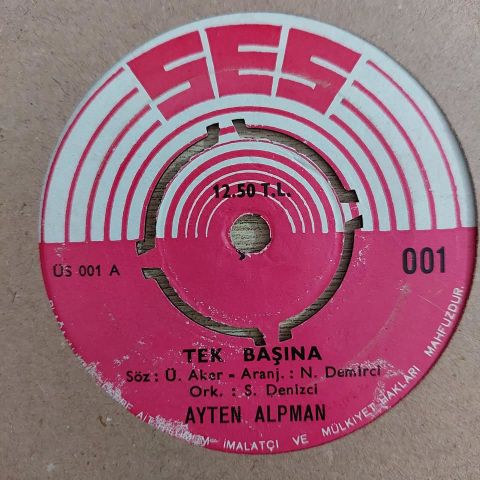 SES
12.50 T.L.
ÜS 001 A
001
TEK BAŞINA
Söz : Ü. Aker - Aranj. : N. Demirci
Ork. : Ş. Denizci
AYTEN ALPMAN
İMALATÇI VE MÜLKİYET HAKLARI MAHFUZDUR.